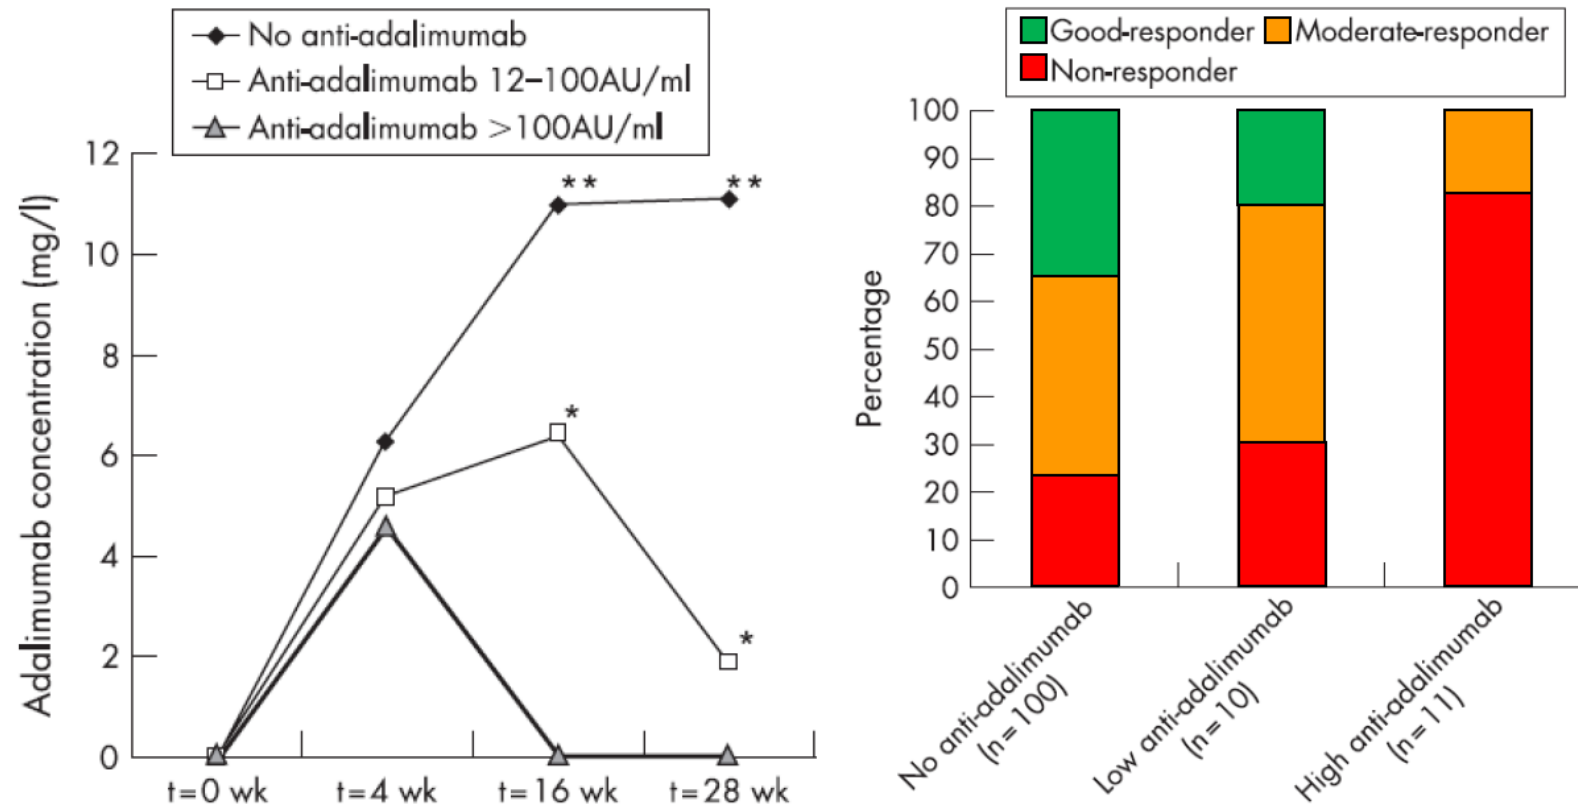 No anti-adalimumab
Anti-adalimumab 12–100AU/ml
Anti-adalimumab >100AU/ml
Adalimumab concentration (mg/l)
12
10
8
6
4
2
0
**
**
*
*
t=0 wk
t=4 wk
t=16 wk
t=28 wk
Good-responder
Moderate-responder
Non-responder
Percentage
100
90
80
70
60
50
40
30
20
10
0
No anti-adalimumab
(n=100)
Low anti-adalimumab
(n=10)
High anti-adalimumab
(n=11)